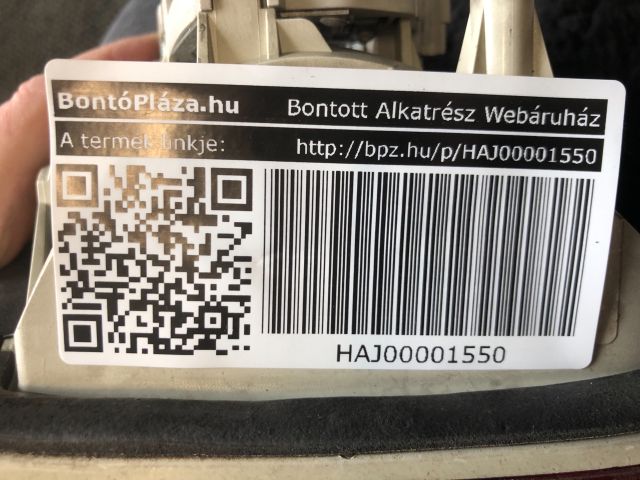 BontóPláza.hu Bontott Alkatrész Webáruház
A termék linkje: http://bpz.hu/p/HAJ00001550
HAJ00001550